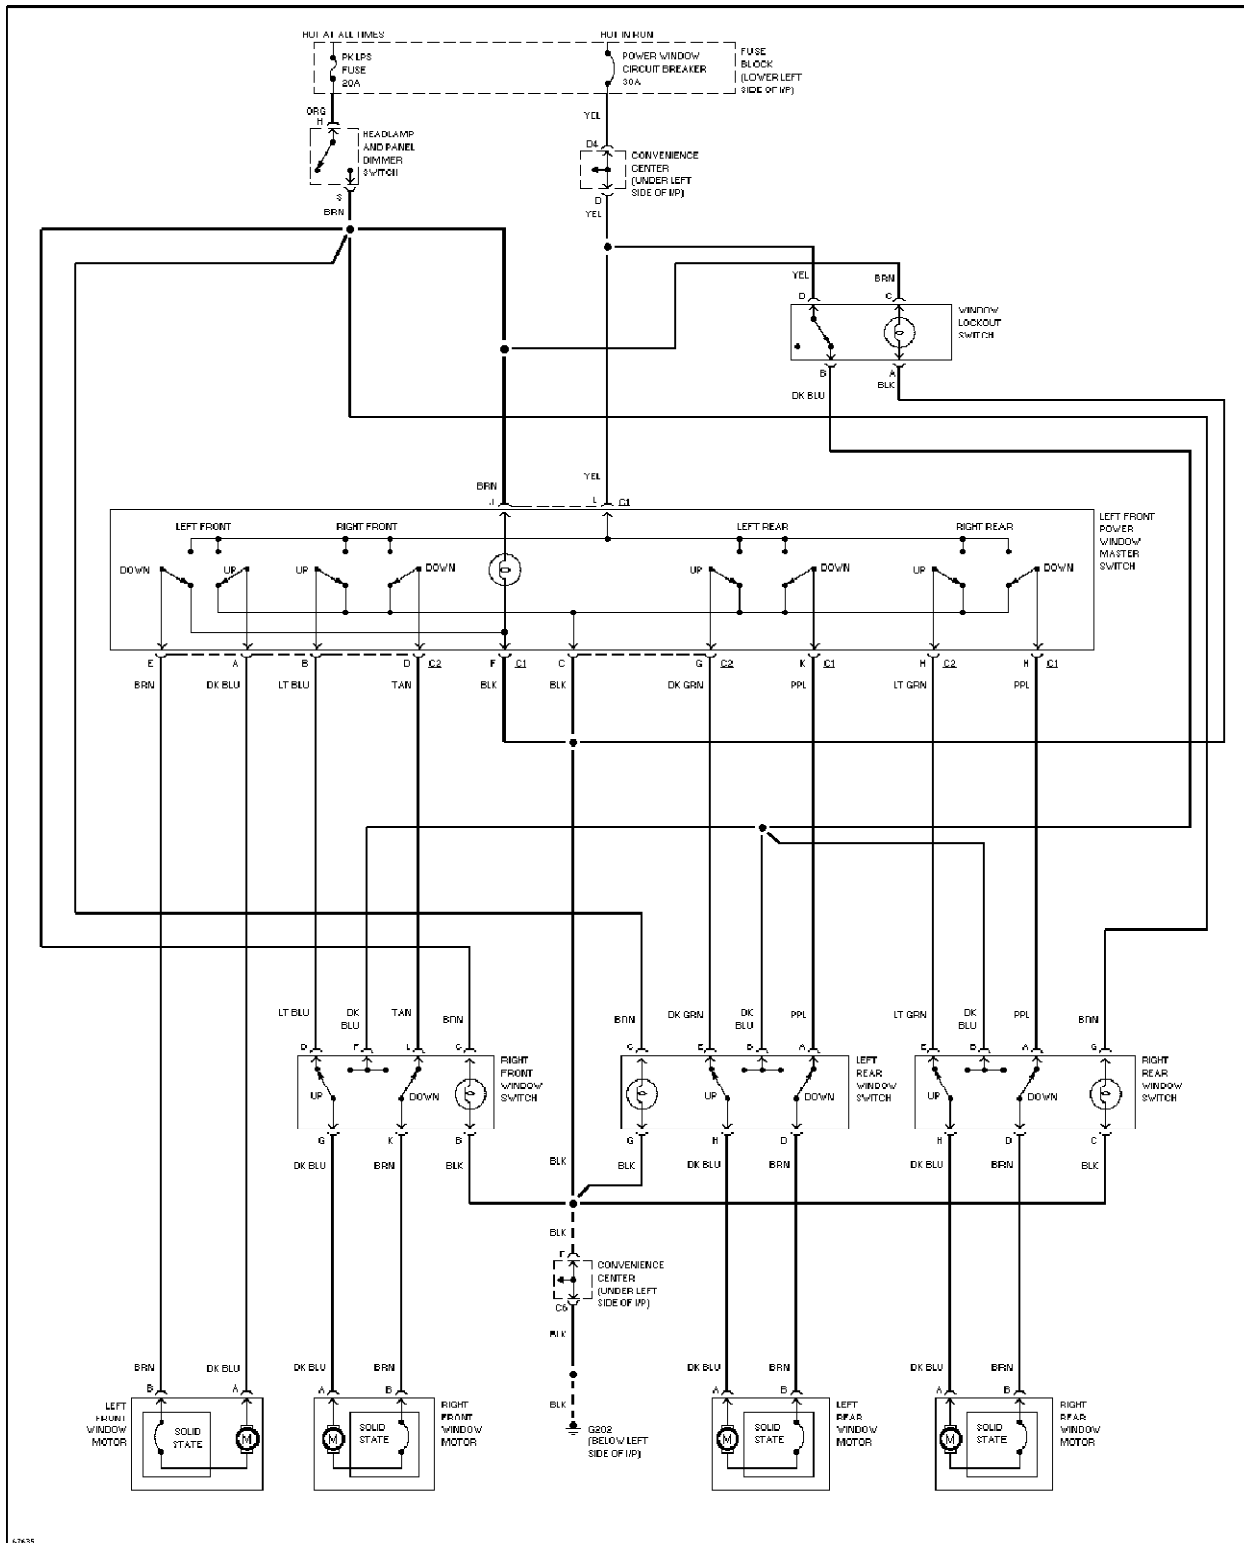 HOT AT ALL TIMES
HOT IN RUN
PK LPS
FUSE
20A
POWER WINDOW
CIRCUIT BREAKER
30A
FUSE
BLOCK
(LOWER LEFT
SIDE OF I/P)
ORG
H
YEL
HEADLAMP
AND PANEL
DIMMER
SWITCH
D4
CONVENIENCE
CENTER
(UNDER LEFT
SIDE OF I/P)
S
BRN
D
YEL
YEL
BRN
D
C
WINDOW
LOCKOUT
SWITCH
B
A
DK BLU
BLK
BRN
YEL
J
L
C1
LEFT FRONT
RIGHT FRONT
LEFT REAR
RIGHT REAR
LEFT FRONT
POWER
WINDOW
MASTER
SWITCH
DOWN
UP
UP
DOWN
UP
DOWN
UP
DOWN
E
A
B
D
C2
F
C1
C
G
C2
K
C1
H
C2
H
C1
BRN
DK BLU
LT BLU
TAN
BLK
BLK
DK GRN
PPL
LT GRN
PPL
LT BLU
DK
BLU
TAN
BRN
BRN
DK GRN
DK
BLU
PPL
LT GRN
DK
BLU
PPL
BRN
D
F
L
C
C
E
B
A
E
B
A
G
UP
DOWN
RIGHT
FRONT
WINDOW
SWITCH
UP
DOWN
LEFT
REAR
WINDOW
SWITCH
UP
DOWN
RIGHT
REAR
WINDOW
SWITCH
G
K
B
G
H
D
H
D
C
DK BLU
BRN
BLK
BLK
BLK
DK BLU
BRN
DK BLU
BRN
BLK
BLK
F
CONVENIENCE
CENTER
(UNDER LEFT
SIDE OF I/P)
C6
BLK
BRN
DK BLU
DK BLU
BRN
DK BLU
BRN
DK BLU
BRN
B
A
A
B
A
B
A
B
BLK
LEFT
FRONT
WINDOW
MOTOR
SOLID
STATE
M
M
SOLID
STATE
RIGHT
FRONT
WINDOW
MOTOR
G202
(BELOW LEFT
SIDE OF I/P)
M
SOLID
STATE
LEFT
REAR
WINDOW
MOTOR
M
SOLID
STATE
RIGHT
REAR
WINDOW
MOTOR